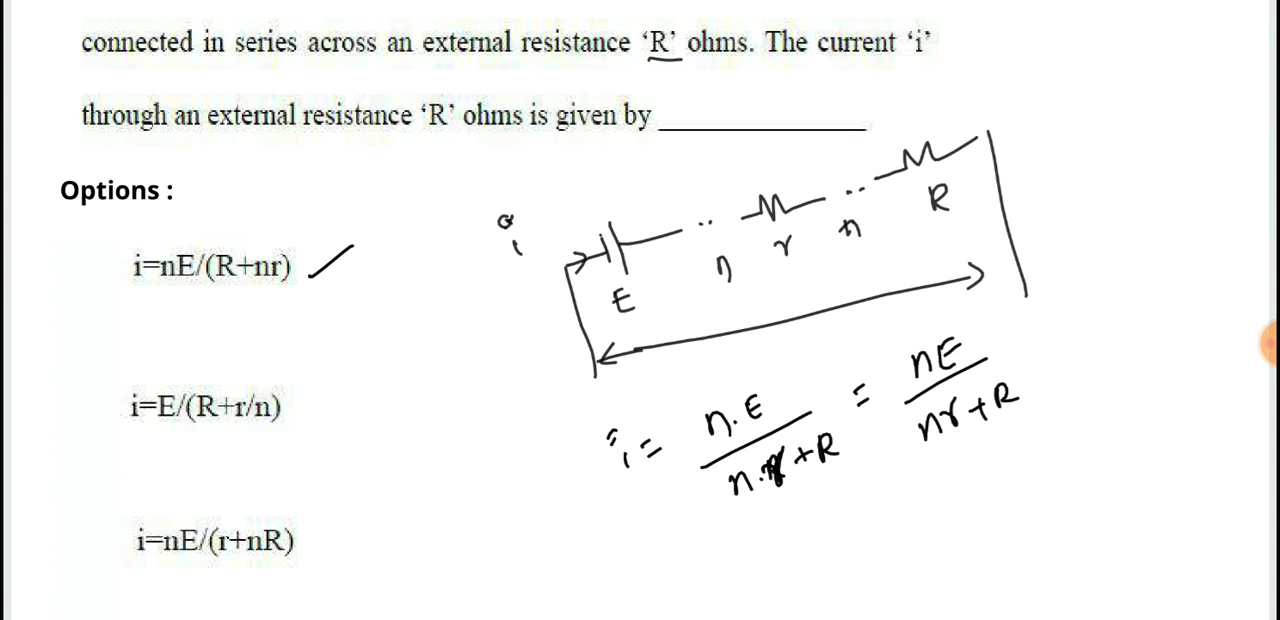 connected in series across an external resistance ‘R’ ohms. The current ‘i’
through an external resistance ‘R’ ohms is given by ______________
Options :
i=nE/(R+nr)
i
E
n
r
n
R
i=E/(R+r/n)
i = n.E / n.r+R = nE / nr+R
i=nE/(r+nR)